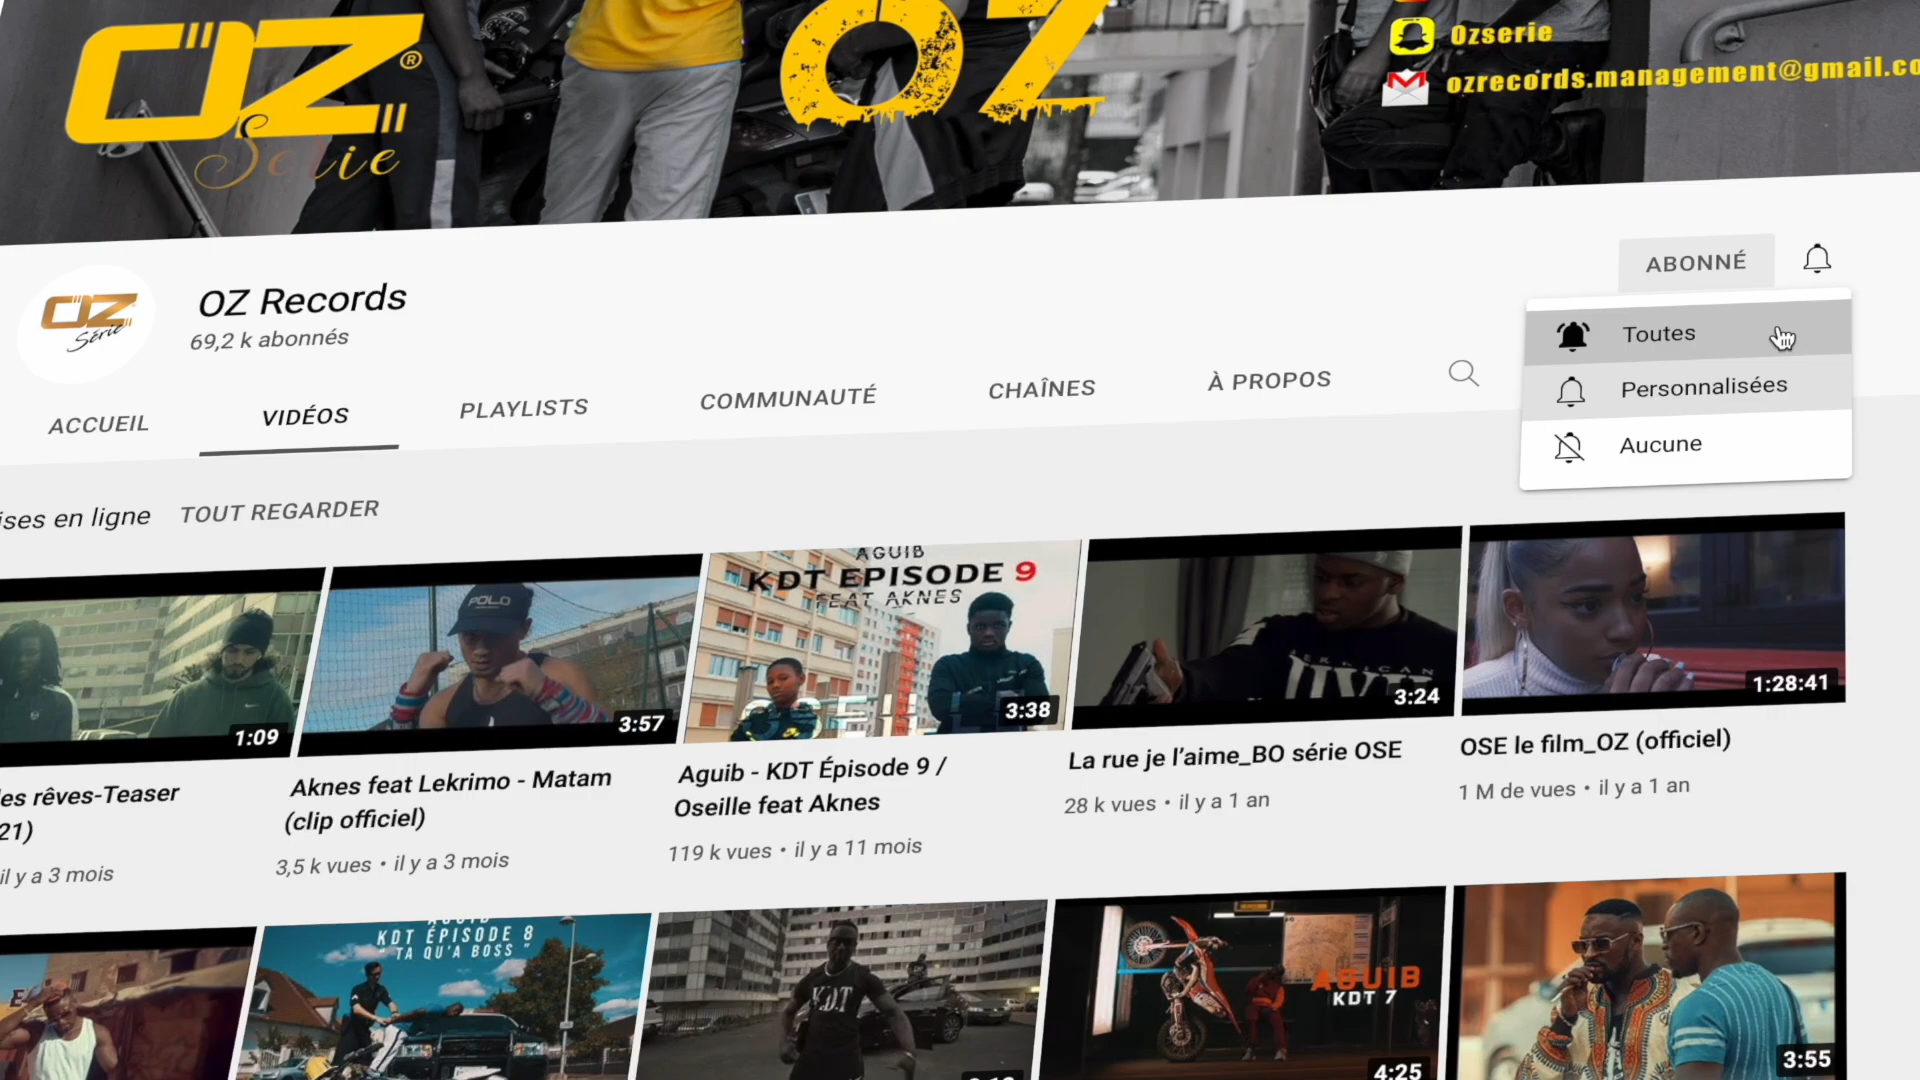 OZ®
Série
OZ
Ozserie
ozrecords.management@gmail.co
OZ
Série
OZ Records
69,2 k abonnés
ABONNÉ
Toutes
Personnalisées
Aucune
ACCUEIL
VIDÉOS
PLAYLISTS
COMMUNAUTÉ
CHAÎNES
À PROPOS
ises en ligne
TOUT REGARDER
1:09
POLO
3:57
AGUIB
KDT EPISODE 9
FEAT AKNES
3:38
3:24
1:28:41
es rêves-Teaser
21)
il y a 3 mois
Aknes feat Lekrimo - Matam
(clip officiel)
3,5 k vues • il y a 3 mois
Aguib - KDT Épisode 9 /
Oseille feat Aknes
119 k vues • il y a 11 mois
La rue je l’aime_BO série OSE
28 k vues • il y a 1 an
OSE le film_OZ (officiel)
1 M de vues • il y a 1 an
AGUIB
KDT ÉPISODE 8
"TA QU'A BOSS"
K.D.T
AGUIB
KDT 7
4:25
3:55